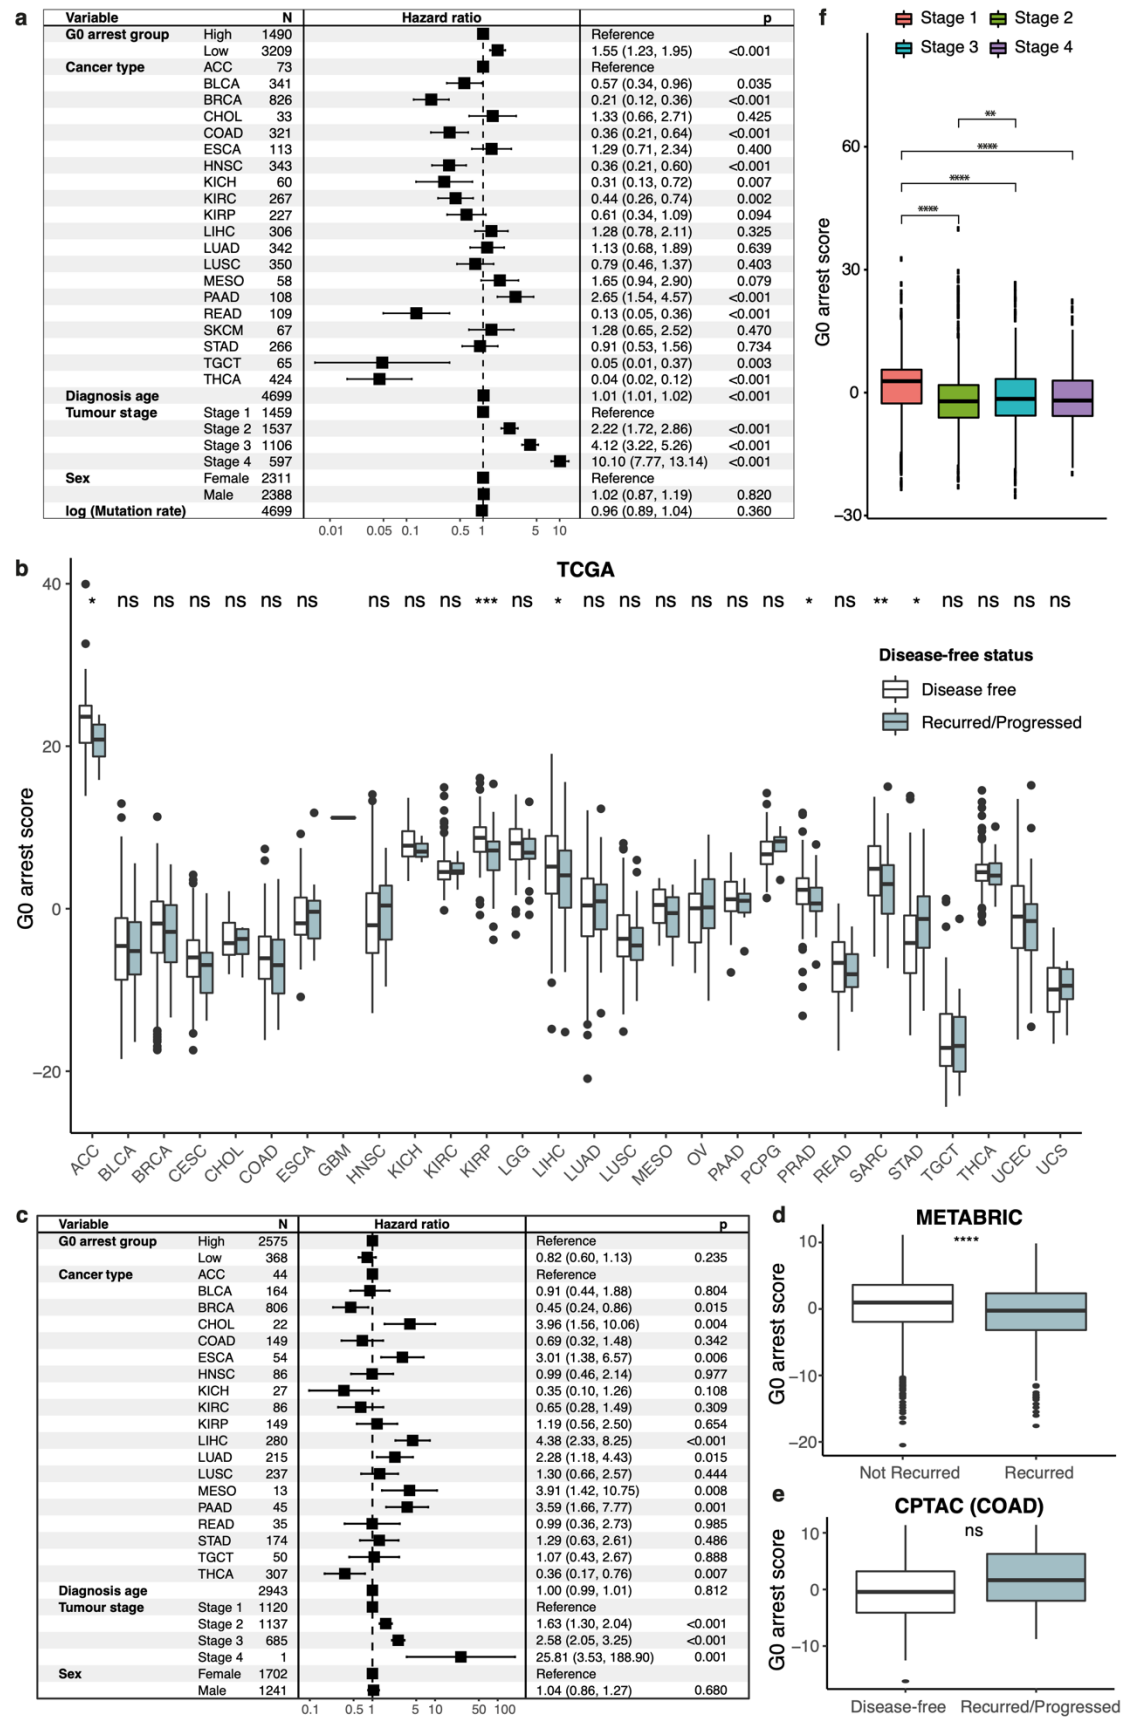 a
Variable N Hazard ratio p
G0 arrest group High 1490 Reference
Low 3209 1.55 (1.23, 1.95) <0.001
Cancer type ACC 73 Reference
BLCA 341 0.57 (0.34, 0.96) 0.035
BRCA 826 0.21 (0.12, 0.36) <0.001
CHOL 33 1.33 (0.66, 2.71) 0.425
COAD 321 0.36 (0.21, 0.64) <0.001
ESCA 113 1.29 (0.71, 2.34) 0.400
HNSC 343 0.36 (0.21, 0.60) <0.001
KICH 60 0.31 (0.13, 0.72) 0.007
KIRC 267 0.44 (0.26, 0.74) 0.002
KIRP 227 0.61 (0.34, 1.09) 0.094
LIHC 306 1.28 (0.78, 2.11) 0.325
LUAD 342 1.13 (0.68, 1.89) 0.639
LUSC 350 0.79 (0.46, 1.37) 0.403
MESO 58 1.65 (0.94, 2.90) 0.079
PAAD 108 2.65 (1.54, 4.57) <0.001
READ 109 0.13 (0.05, 0.36) <0.001
SKCM 67 1.28 (0.65, 2.52) 0.470
STAD 266 0.91 (0.53, 1.56) 0.734
TGCT 65 0.05 (0.01, 0.37) 0.003
THCA 424 0.04 (0.02, 0.12) <0.001
Diagnosis age 4699 1.01 (1.01, 1.02) <0.001
Tumour stage Stage 1 1459 Reference
Stage 2 1537 2.22 (1.72, 2.86) <0.001
Stage 3 1106 4.12 (3.22, 5.26) <0.001
Stage 4 597 10.10 (7.77, 13.14) <0.001
Sex Female 2311 Reference
Male 2388 1.02 (0.87, 1.19) 0.820
log (Mutation rate) 4699 0.96 (0.89, 1.04) 0.360
0.01 0.05 0.1 0.5 1 5 10
f
Stage 1 Stage 2
Stage 3 Stage 4
**
****
****
****
G0 arrest score
60
30
0
−30
b
TCGA
* ns ns ns ns ns ns ns ns ns *** ns * ns ns ns ns ns ns * ns ** * ns ns ns ns
Disease-free status
Disease free
Recurred/Progressed
G0 arrest score
40
20
0
−20
ACC BLCA BRCA CESC CHOL COAD ESCA GBM HNSC KICH KIRC KIRP LGG LIHC LUAD LUSC MESO OV PAAD PCPG PRAD READ SARC STAD TGCT THCA UCEC UCS
c
Variable N Hazard ratio p
G0 arrest group High 2575 Reference
Low 368 0.82 (0.60, 1.13) 0.235
Cancer type ACC 44 Reference
BLCA 164 0.91 (0.44, 1.88) 0.804
BRCA 806 0.45 (0.24, 0.86) 0.015
CHOL 22 3.96 (1.56, 10.06) 0.004
COAD 149 0.69 (0.32, 1.48) 0.342
ESCA 54 3.01 (1.38, 6.57) 0.006
HNSC 86 0.99 (0.46, 2.14) 0.977
KICH 27 0.35 (0.10, 1.26) 0.108
KIRC 86 0.65 (0.28, 1.49) 0.309
KIRP 149 1.19 (0.56, 2.50) 0.654
LIHC 280 4.38 (2.33, 8.25) <0.001
LUAD 215 2.28 (1.18, 4.43) 0.015
LUSC 237 1.30 (0.66, 2.57) 0.444
MESO 13 3.91 (1.42, 10.75) 0.008
PAAD 45 3.59 (1.66, 7.77) 0.001
READ 35 0.99 (0.36, 2.73) 0.985
STAD 174 1.29 (0.63, 2.61) 0.486
TGCT 50 1.07 (0.43, 2.67) 0.888
THCA 307 0.36 (0.17, 0.76) 0.007
Diagnosis age 2943 1.00 (0.99, 1.01) 0.812
Tumour stage Stage 1 1120 Reference
Stage 2 1137 1.63 (1.30, 2.04) <0.001
Stage 3 685 2.58 (2.05, 3.25) <0.001
Stage 4 1 25.81 (3.53, 188.90) 0.001
Sex Female 1702 Reference
Male 1241 1.04 (0.86, 1.27) 0.680
0.1 0.5 1 5 10 50 100
d
METABRIC
****
G0 arrest score
10
0
−10
−20
Not Recurred Recurred
e
CPTAC (COAD)
ns
G0 arrest score
10
0
−10
Disease-free Recurred/Progressed